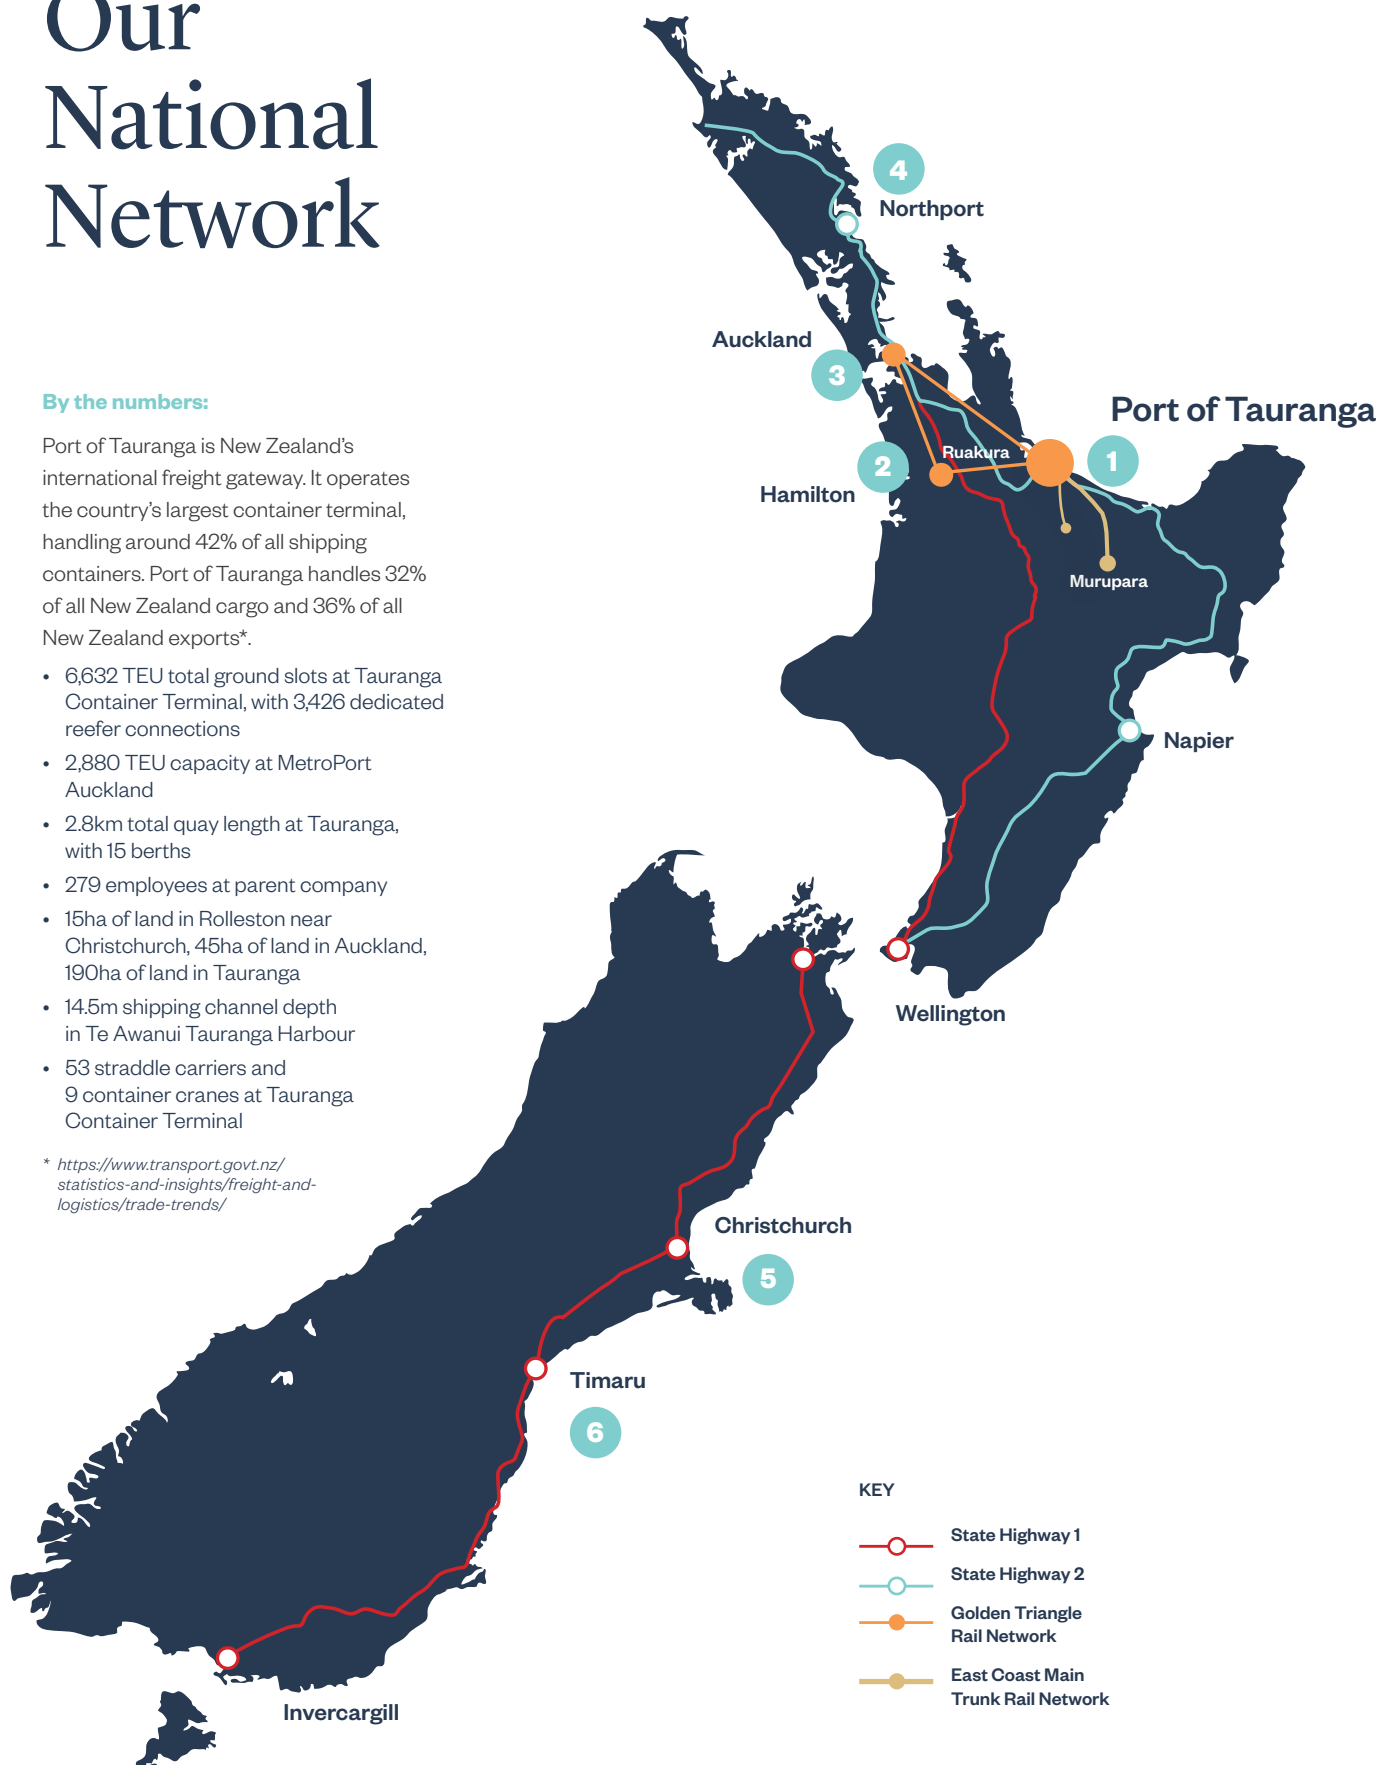 Our
National
Network
By the numbers:
Port of Tauranga is New Zealand's
international freight gateway. It operates
the country's largest container terminal,
handling around 42% of all shipping
containers. Port of Tauranga handles 32%
of all New Zealand cargo and 36% of all
New Zealand exports*.
• 6,632 TEU total ground slots at Tauranga
Container Terminal, with 3,426 dedicated
reefer connections
• 2,880 TEU capacity at MetroPort
Auckland
• 2.8km total quay length at Tauranga,
with 15 berths
• 279 employees at parent company
• 15ha of land in Rolleston near
Christchurch, 45ha of land in Auckland,
190ha of land in Tauranga
• 14.5m shipping channel depth
in Te Awanui Tauranga Harbour
• 53 straddle carriers and
9 container cranes at Tauranga
Container Terminal
* https://www.transport.govt.nz/
statistics-and-insights/freight-and-
logistics/trade-trends/
4
Northport
Auckland
3
Port of Tauranga
1
Ruakura
2
Hamilton
Murupara
Napier
Wellington
Christchurch
5
Timaru
6
Invercargill
KEY
State Highway 1
State Highway 2
Golden Triangle
Rail Network
East Coast Main
Trunk Rail Network